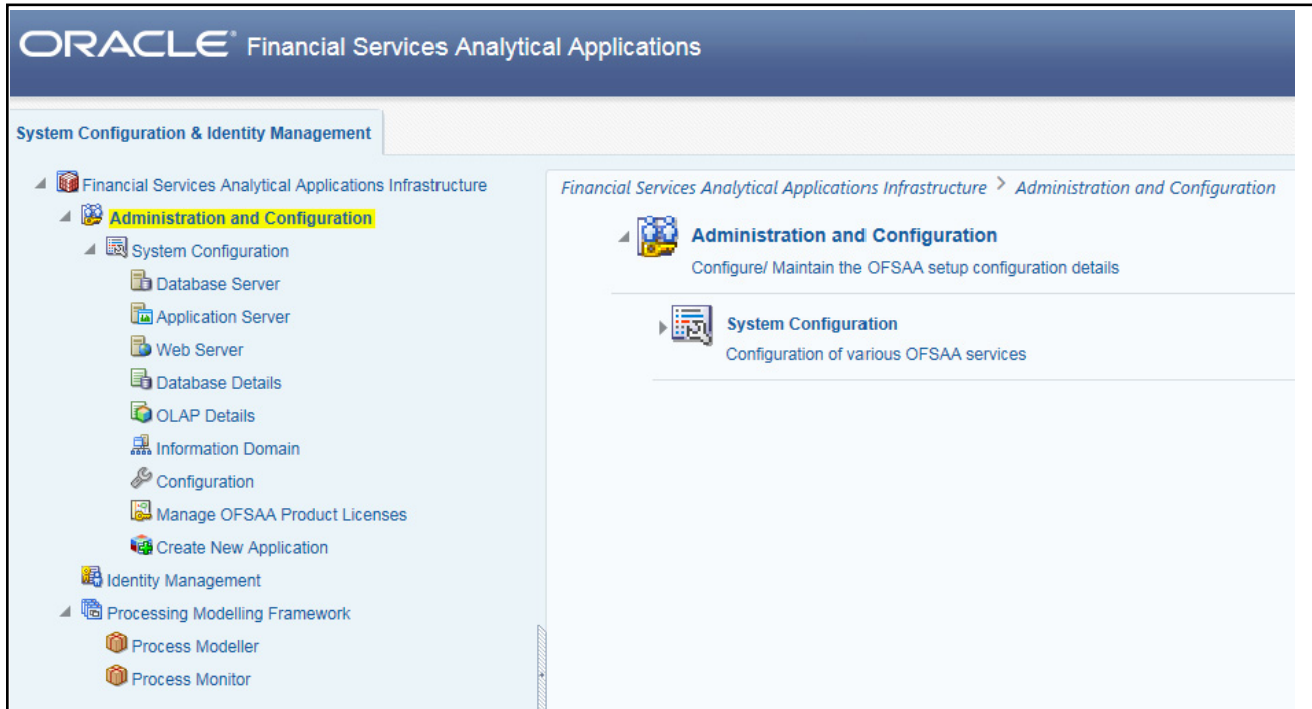 ORACLE® Financial Services Analytical Applications
System Configuration & Identity Management
Financial Services Analytical Applications Infrastructure
Administration and Configuration
System Configuration
Database Server
Application Server
Web Server
Database Details
OLAP Details
Information Domain
Configuration
Manage OFSAA Product Licenses
Create New Application
Identity Management
Processing Modelling Framework
Process Modeller
Process Monitor
Financial Services Analytical Applications Infrastructure > Administration and Configuration
Administration and Configuration
Configure/ Maintain the OFSAA setup configuration details
System Configuration
Configuration of various OFSAA services